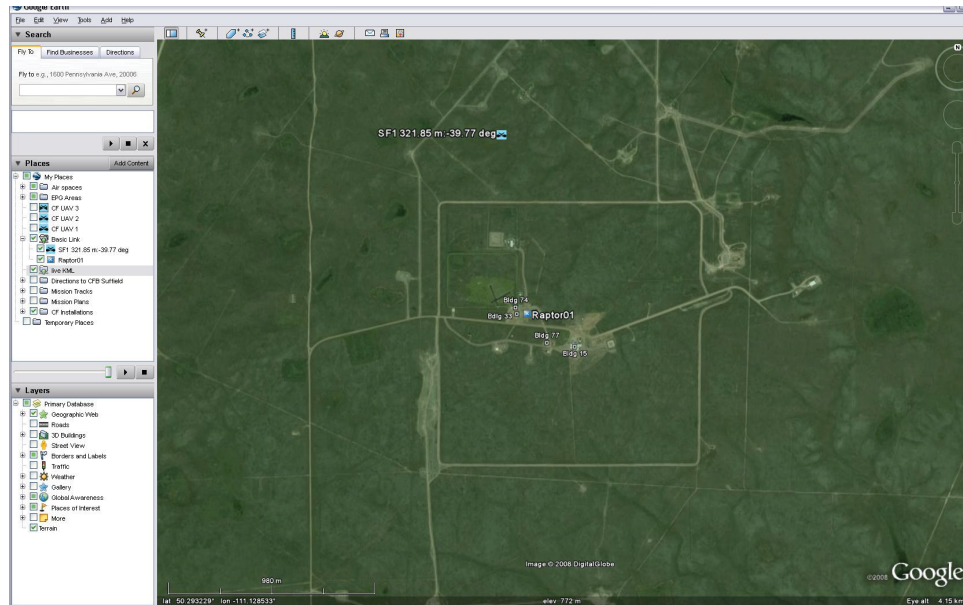 Google Earth
File Edit View Tools Add Help
Search
Fly To Find Businesses Directions
Fly to e.g., 1600 Pennsylvania Ave, 20006
Places Add Content
My Places
Air spaces
EPG Areas
CF UAV 3
CF UAV 2
CF UAV 1
Basic Link
SF1 321.85 m:-39.77 deg
Raptor01
live KML
Directions to CFB Suffield
Mission Tracks
Mission Plans
CF Installations
Temporary Places
Layers
Primary Database
Geographic Web
Roads
3D Buildings
Street View
Borders and Labels
Traffic
Weather
Gallery
Global Awareness
Places of Interest
More
Terrain
N
SF1 321.85 m:-39.77 deg
Bldg 74
Bdlg 33
Raptor01
Bldg 77
Bldg 15
Image © 2008 DigitalGlobe
980 m
©2008 Google
lat 50.293229° lon -111.128533° elev 772 m Eye alt 4.15 km